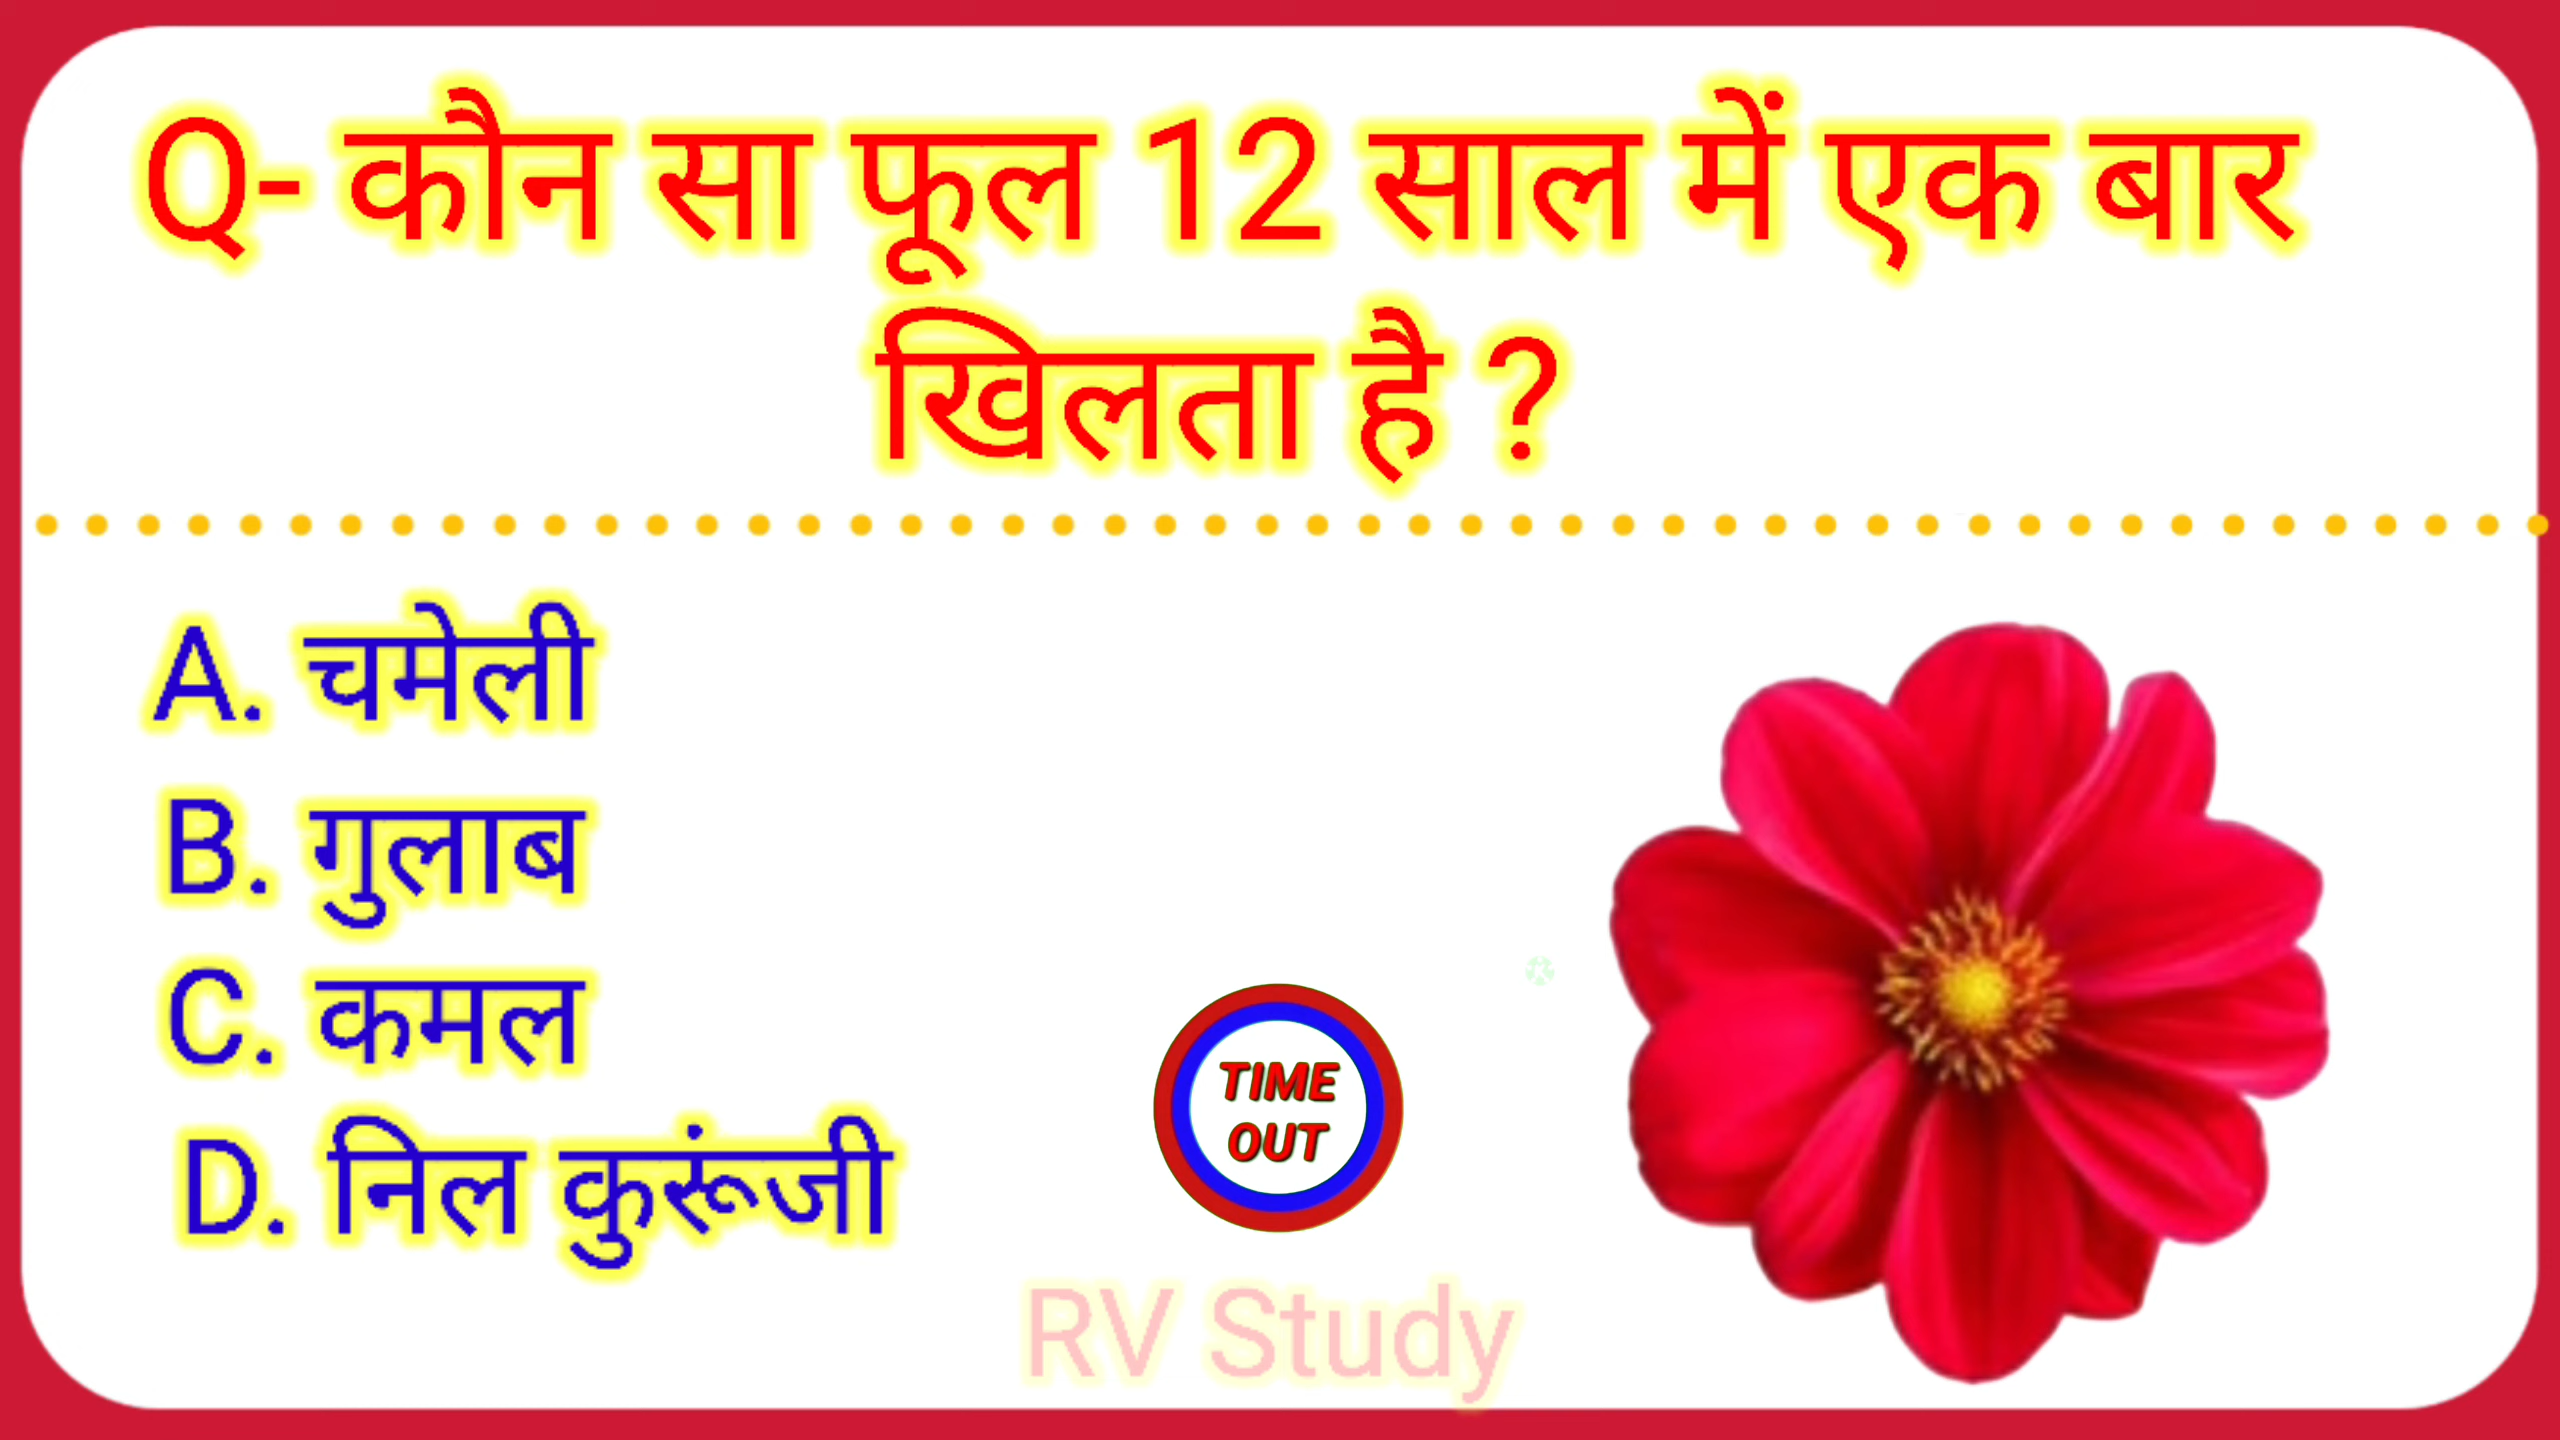 Q- कौन सा फूल 12 साल में एक बार
खिलता है ?
A. चमेली
B. गुलाब
C. कमल
D. निल कुरूंजी
TIME
OUT
RV Study